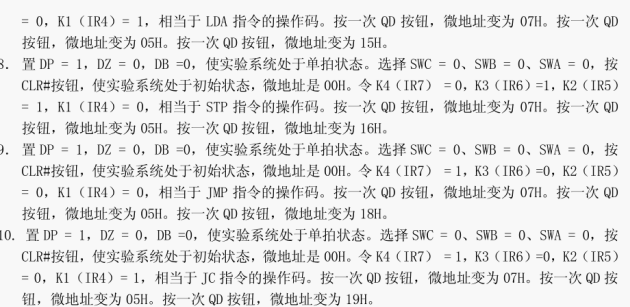 = 0，K1（IR4）= 1，相当于 LDA 指令的操作码。按一次 QD 按钮，微地址变为 07H。按一次 QD
按钮，微地址变为 05H。按一次 QD 按钮，微地址变为 15H。
8. 置 DP = 1，DZ = 0，DB =0，使实验系统处于单拍状态。选择 SWC = 0、SWB = 0、SWA = 0，按
CLR#按钮，使实验系统处于初始状态，微地址是 00H。令 K4（IR7） =0，K3（IR6）=1，K2（IR5）
= 1，K1（IR4）= 0，相当于 STP 指令的操作码。按一次 QD 按钮，微地址变为 07H。按一次 QD
按钮，微地址变为 05H。按一次 QD 按钮，微地址变为 16H。
9. 置 DP = 1，DZ = 0，DB =0，使实验系统处于单拍状态。选择 SWC = 0、SWB = 0、SWA = 0，按
CLR#按钮，使实验系统处于初始状态，微地址是 00H。令 K4（IR7） =1，K3（IR6）=0，K2（IR5）
= 0，K1（IR4）= 0，相当于 JMP 指令的操作码。按一次 QD 按钮，微地址变为 07H。按一次 QD
按钮，微地址变为 05H。按一次 QD 按钮，微地址变为 18H。
10. 置 DP = 1，DZ = 0，DB =0，使实验系统处于单拍状态。选择 SWC = 0、SWB = 0、SWA = 0，按
CLR#按钮，使实验系统处于初始状态，微地址是 00H。令 K4（IR7） =1，K3（IR6）=0，K2（IR5）
= 0，K1（IR4）= 1，相当于 JC 指令的操作码。按一次 QD 按钮，微地址变为 07H。按一次 QD 按
钮，微地址变为 05H。按一次 QD 按钮，微地址变为 19H。